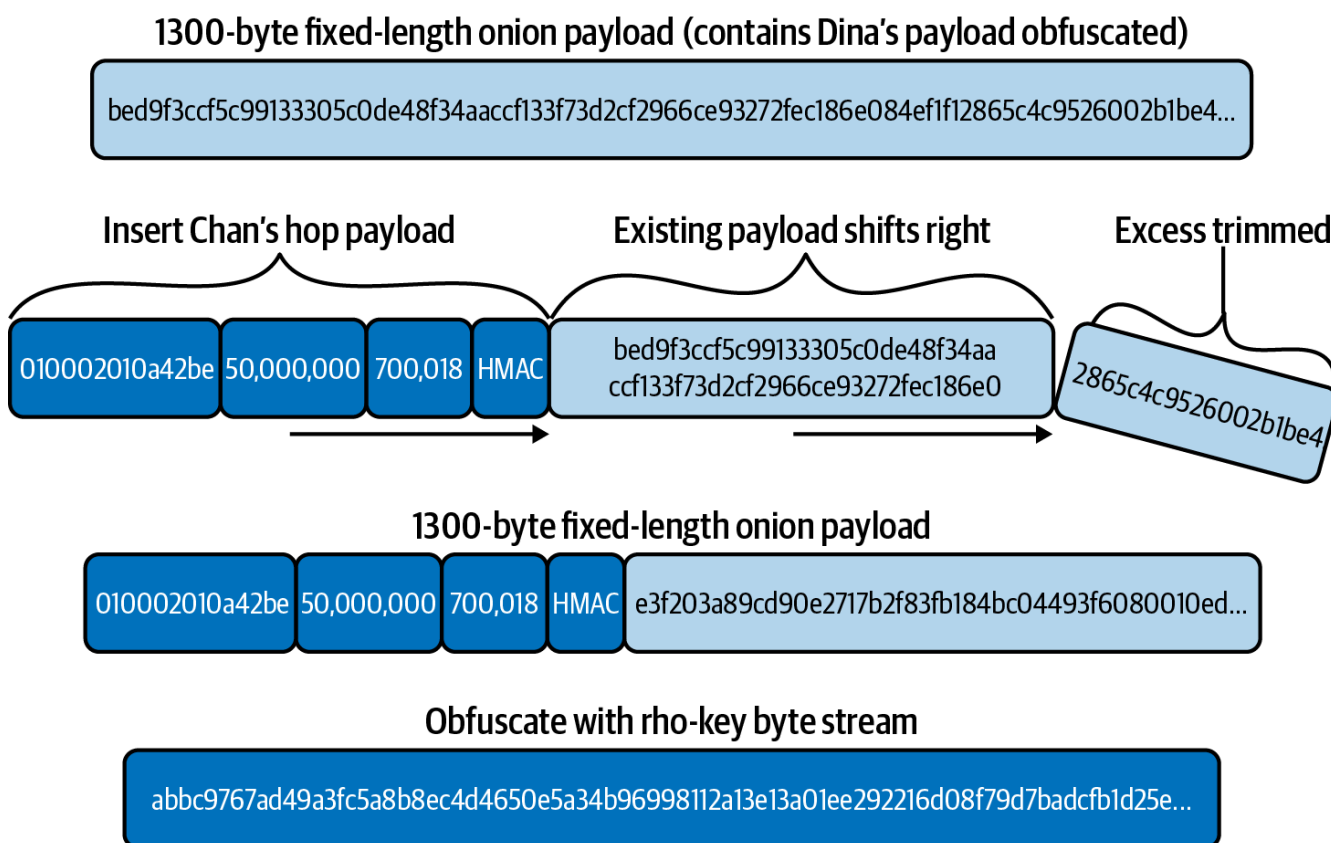 1300-byte fixed-length onion payload (contains Dina's payload obfuscated)
bed9f3ccf5c99133305c0de48f34aaccf133f73d2cf2966ce93272fec186e084ef1f12865c4c9526002b1be4...
Insert Chan's hop payload
Existing payload shifts right
Excess trimmed
010002010a42be
50,000,000
700,018
HMAC
bed9f3ccf5c99133305c0de48f34aa
ccf133f73d2cf2966ce93272fec186e0
2865c4c9526002b1be4
1300-byte fixed-length onion payload
010002010a42be
50,000,000
700,018
HMAC
e3f203a89cd90e2717b2f83fb184bc04493f6080010ed...
Obfuscate with rho-key byte stream
abbc9767ad49a3fc5a8b8ec4d4650e5a34b96998112a13e13a01ee292216d08f79d7badcfb1d25e...